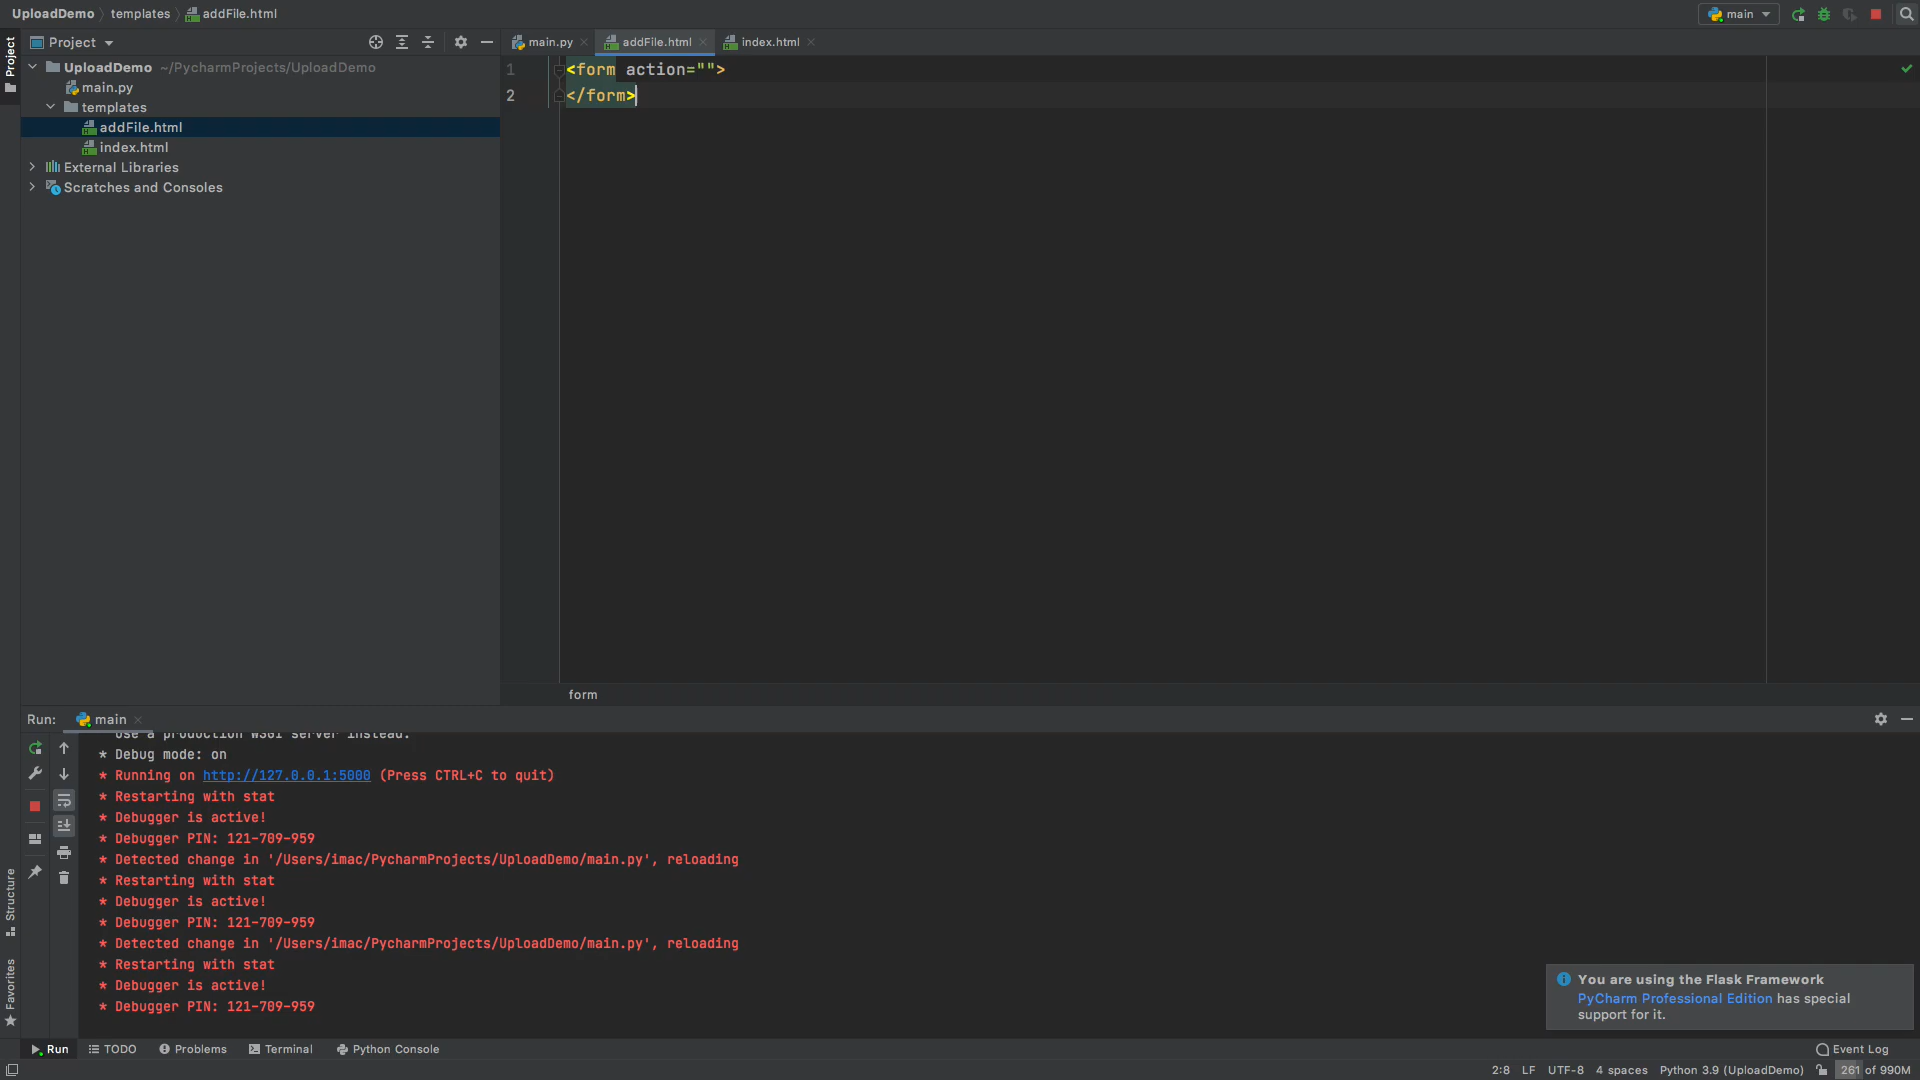 UploadDemo templates addFile.html
main
Project
Project
main.py
addFile.html
index.html
UploadDemo ~/PycharmProjects/UploadDemo
main.py
templates
addFile.html
index.html
External Libraries
Scratches and Consoles
1 <form action="">
2 </form>
form
Run: main
Use a production WSGI server instead.
* Debug mode: on
* Running on http://127.0.0.1:5000 (Press CTRL+C to quit)
* Restarting with stat
* Debugger is active!
* Debugger PIN: 121-709-959
* Detected change in '/Users/imac/PycharmProjects/UploadDemo/main.py', reloading
* Restarting with stat
* Debugger is active!
* Debugger PIN: 121-709-959
* Detected change in '/Users/imac/PycharmProjects/UploadDemo/main.py', reloading
* Restarting with stat
* Debugger is active!
* Debugger PIN: 121-709-959
Structure
Favorites
You are using the Flask Framework
PyCharm Professional Edition has special
support for it.
Run TODO Problems Terminal Python Console Event Log
2:8 LF UTF-8 4 spaces Python 3.9 (UploadDemo) 261 of 990M